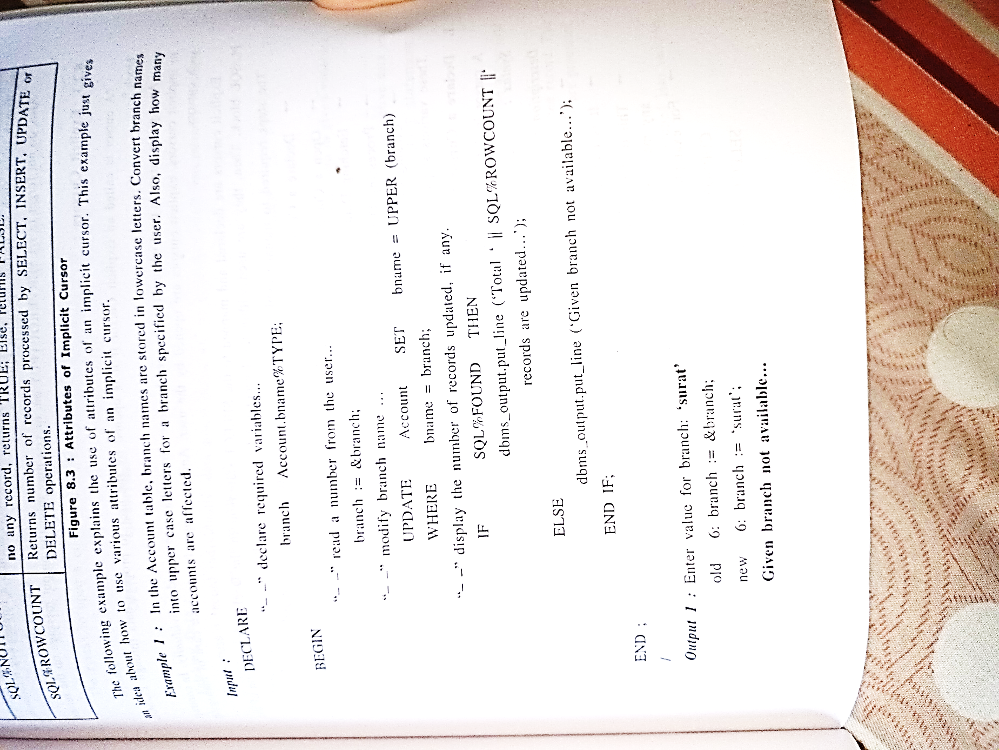 no any record, returns TRUE; Else, returns FALSE.
SQL%ROWCOUNT Returns number of records processed by SELECT, INSERT, UPDATE or
DELETE operations.
Figure 8.3 : Attributes of Implicit Cursor
The following example explains the use of attributes of an implicit cursor. This example just gives
an idea about how to use various attributes of an implicit cursor.
Example 1 : In the Account table, branch names are stored in lowercase letters. Convert branch names
into upper case letters for a branch specified by the user. Also, display how many
accounts are affected.
Input :
DECLARE
“_ _” declare required variables...
branch Account.bname%TYPE;
BEGIN
“_ _” read a number from the user...
branch := &branch;
“_ _” modify branch name ...
UPDATE Account SET bname = UPPER (branch)
WHERE bname = branch;
“_ _” display the number of records updated, if any.
IF SQL%FOUND THEN
dbms_output.put_line (‘Total ‘ || SQL%ROWCOUNT ||‘
records are updated...’);
ELSE
dbms_output.put_line (‘Given branch not available...’);
END IF;
END ;
/
Output 1 : Enter value for branch: ‘surat’
old 6: branch := &branch;
new 6: branch := ‘surat’;
Given branch not available...